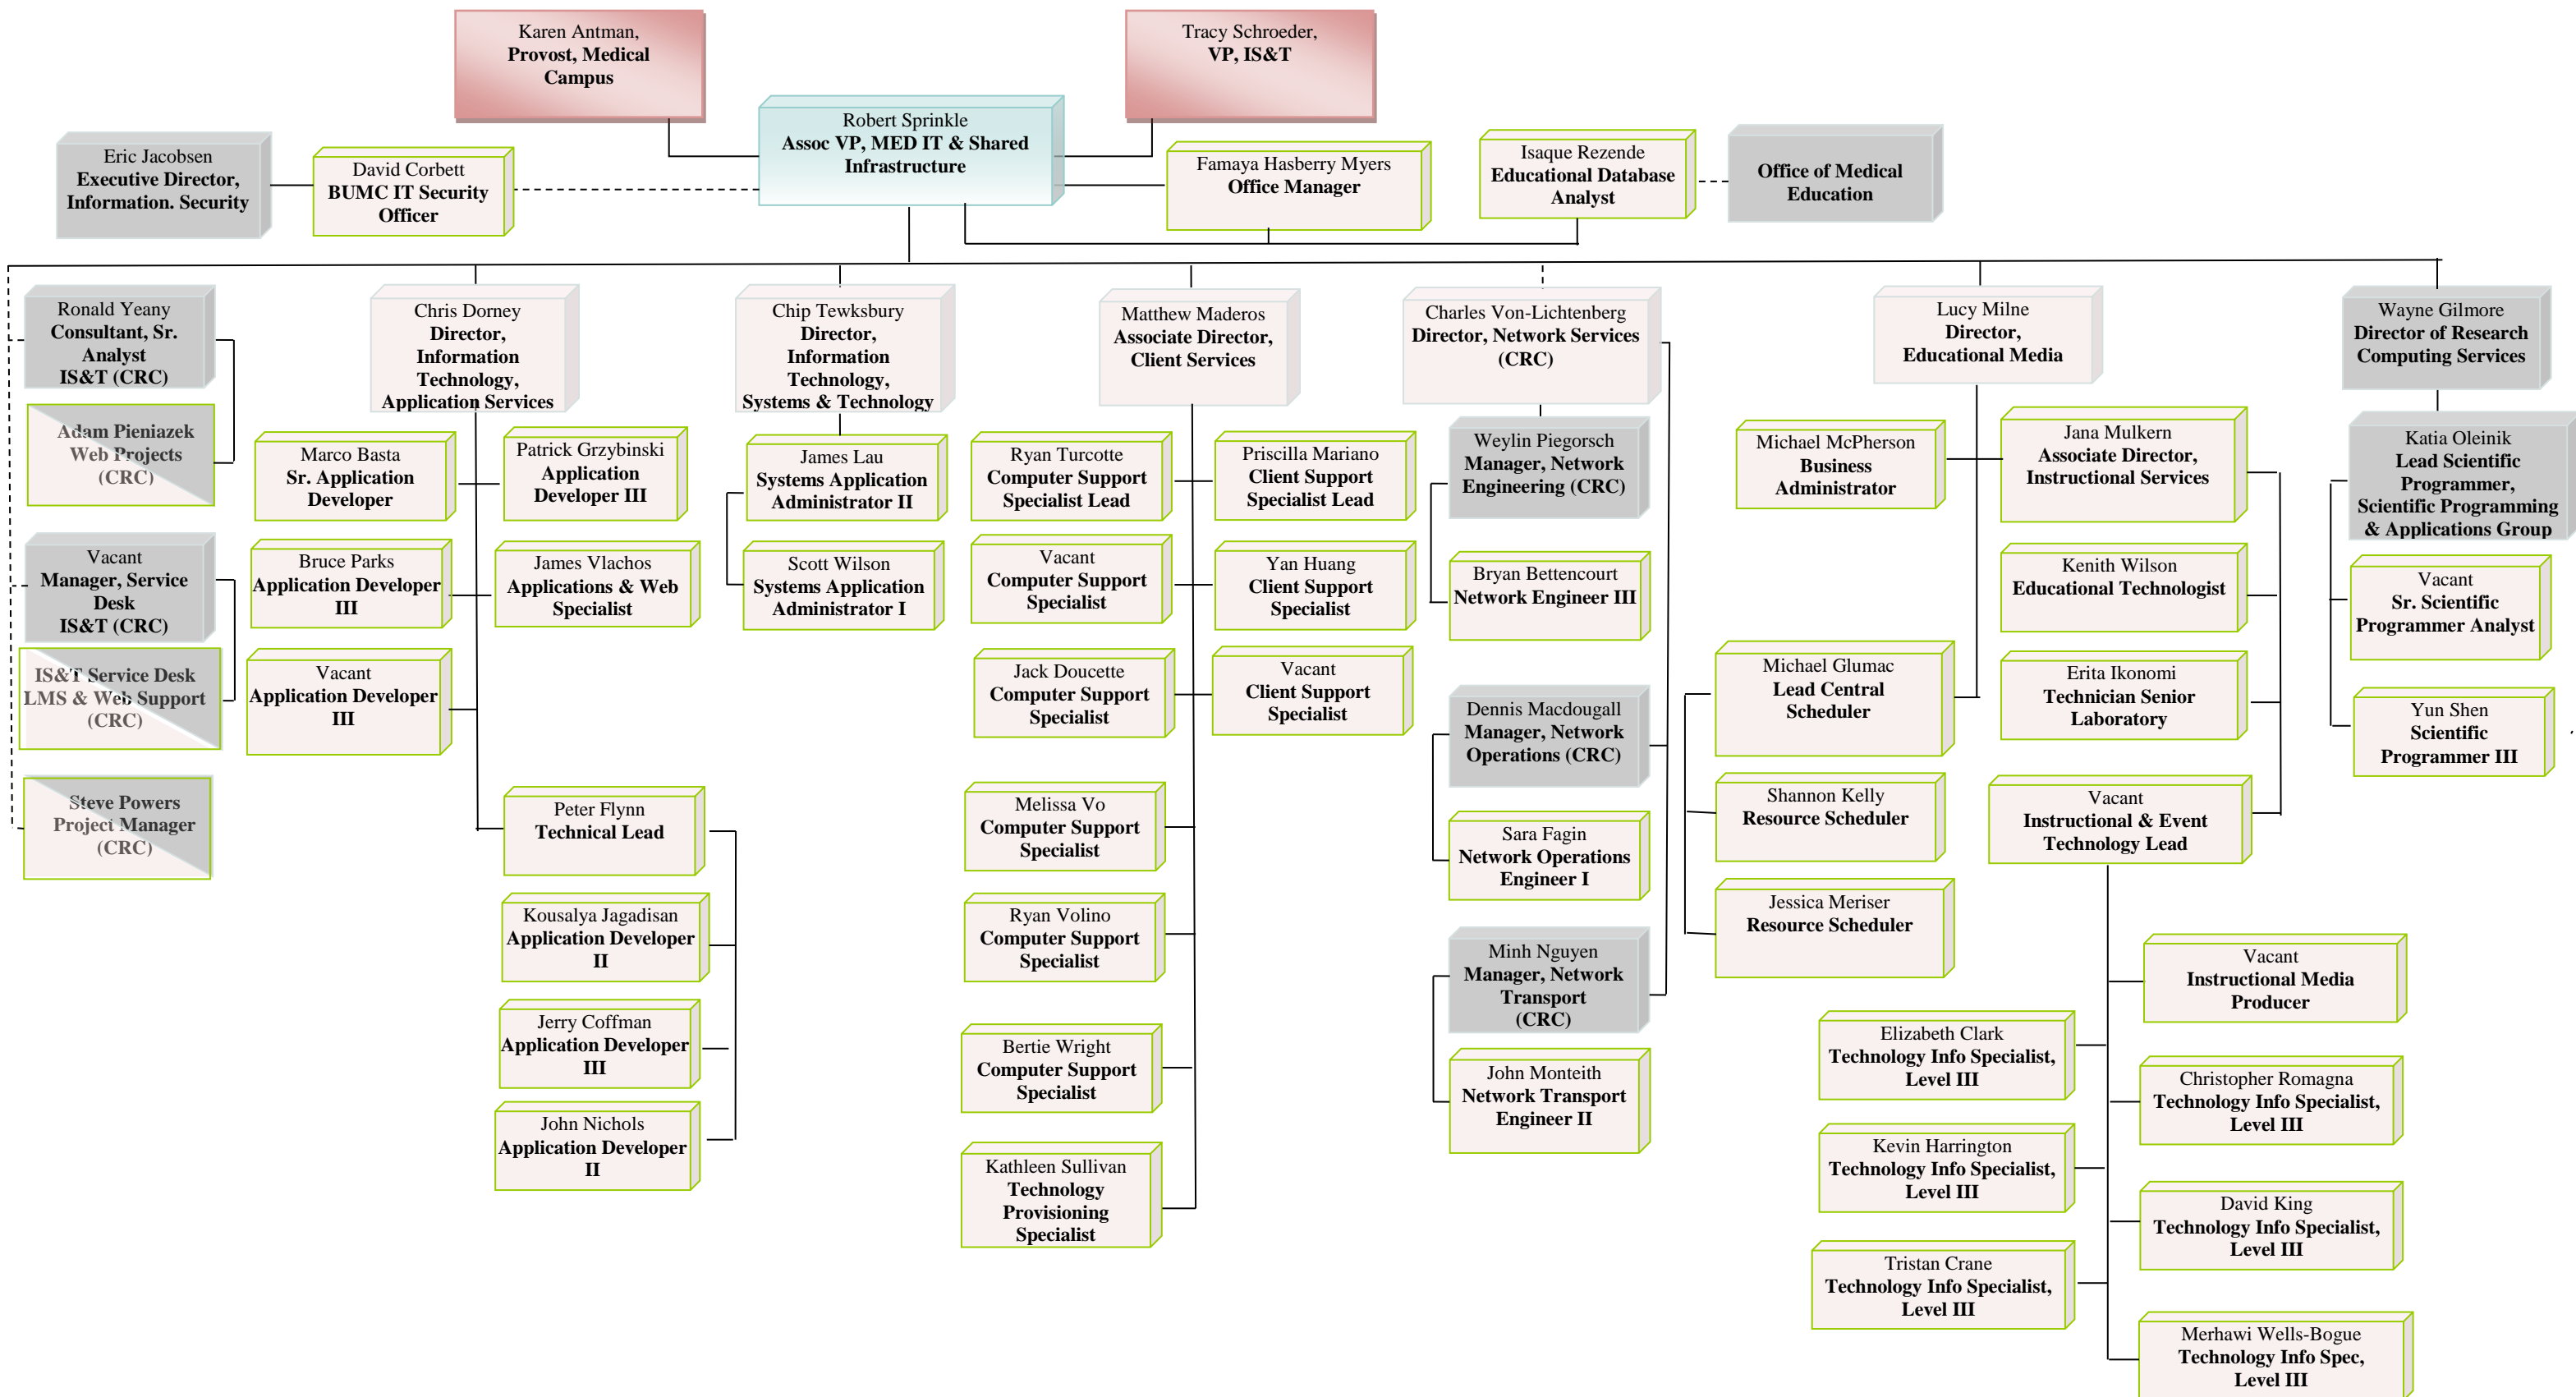 Karen Antman,
Provost, Medical
Campus
Tracy Schroeder,
VP, IS&T
Robert Sprinkle
Assoc VP, MED IT & Shared
Infrastructure
Eric Jacobsen
Executive Director,
Information. Security
David Corbett
BUMC IT Security
Officer
Famaya Hasberry Myers
Office Manager
Isaque Rezende
Educational Database
Analyst
Office of Medical
Education
Ronald Yeany
Consultant, Sr.
Analyst
IS&T (CRC)
Adam Pieniazek
Web Projects
(CRC)
Vacant
Manager, Service
Desk
IS&T (CRC)
IS&T Service Desk
LMS & Web Support
(CRC)
Steve Powers
Project Manager
(CRC)
Chris Dorney
Director,
Information
Technology,
Application Services
Marco Basta
Sr. Application
Developer
Patrick Grzybinski
Application
Developer III
Bruce Parks
Application Developer
III
James Vlachos
Applications & Web
Specialist
Vacant
Application Developer
III
Peter Flynn
Technical Lead
Kousalya Jagadisan
Application Developer
II
Jerry Coffman
Application Developer
III
John Nichols
Application Developer
II
Chip Tewksbury
Director,
Information
Technology,
Systems & Technology
James Lau
Systems Application
Administrator II
Scott Wilson
Systems Application
Administrator I
Matthew Maderos
Associate Director,
Client Services
Ryan Turcotte
Computer Support
Specialist Lead
Priscilla Mariano
Client Support
Specialist Lead
Vacant
Computer Support
Specialist
Yan Huang
Client Support
Specialist
Jack Doucette
Computer Support
Specialist
Vacant
Client Support
Specialist
Melissa Vo
Computer Support
Specialist
Ryan Volino
Computer Support
Specialist
Bertie Wright
Computer Support
Specialist
Kathleen Sullivan
Technology
Provisioning
Specialist
Charles Von-Lichtenberg
Director, Network Services
(CRC)
Weylin Piegorsch
Manager, Network
Engineering (CRC)
Bryan Bettencourt
Network Engineer III
Dennis Macdougall
Manager, Network
Operations (CRC)
Sara Fagin
Network Operations
Engineer I
Minh Nguyen
Manager, Network
Transport
(CRC)
John Monteith
Network Transport
Engineer II
Lucy Milne
Director,
Educational Media
Michael McPherson
Business
Administrator
Jana Mulkern
Associate Director,
Instructional Services
Kenith Wilson
Educational Technologist
Michael Glumac
Lead Central
Scheduler
Erita Ikonomi
Technician Senior
Laboratory
Shannon Kelly
Resource Scheduler
Vacant
Instructional & Event
Technology Lead
Jessica Meriser
Resource Scheduler
Vacant
Instructional Media
Producer
Elizabeth Clark
Technology Info Specialist,
Level III
Christopher Romagna
Technology Info Specialist,
Level III
Kevin Harrington
Technology Info Specialist,
Level III
David King
Technology Info Specialist,
Level III
Tristan Crane
Technology Info Specialist,
Level III
Merhawi Wells-Bogue
Technology Info Spec,
Level III
Wayne Gilmore
Director of Research
Computing Services
Katia Oleinik
Lead Scientific
Programmer,
Scientific Programming
& Applications Group
Vacant
Sr. Scientific
Programmer Analyst
Yun Shen
Scientific
Programmer III